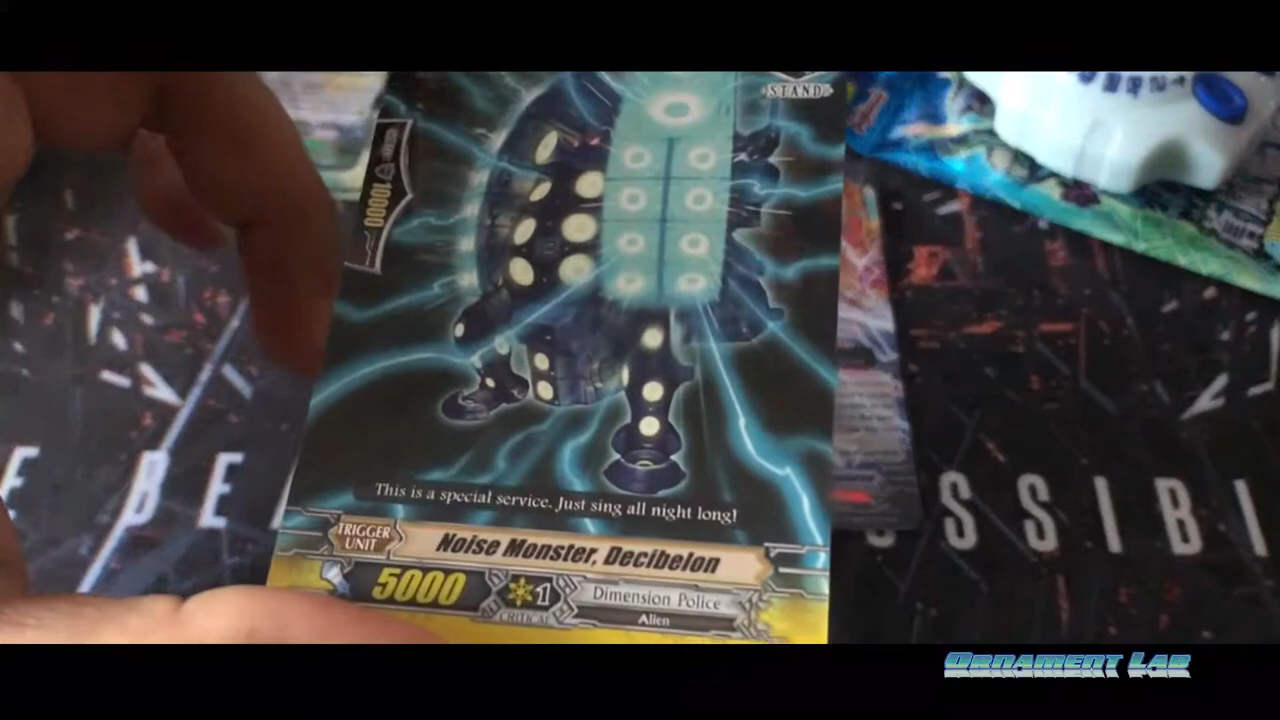 STAND
10000
This is a special service. Just sing all night long!
TRIGGER
UNIT
Noise Monster, Decibelon
5000
1
CRITICAL
Dimension Police
Alien
E BE
SSIBI
ORNAMENT LAB